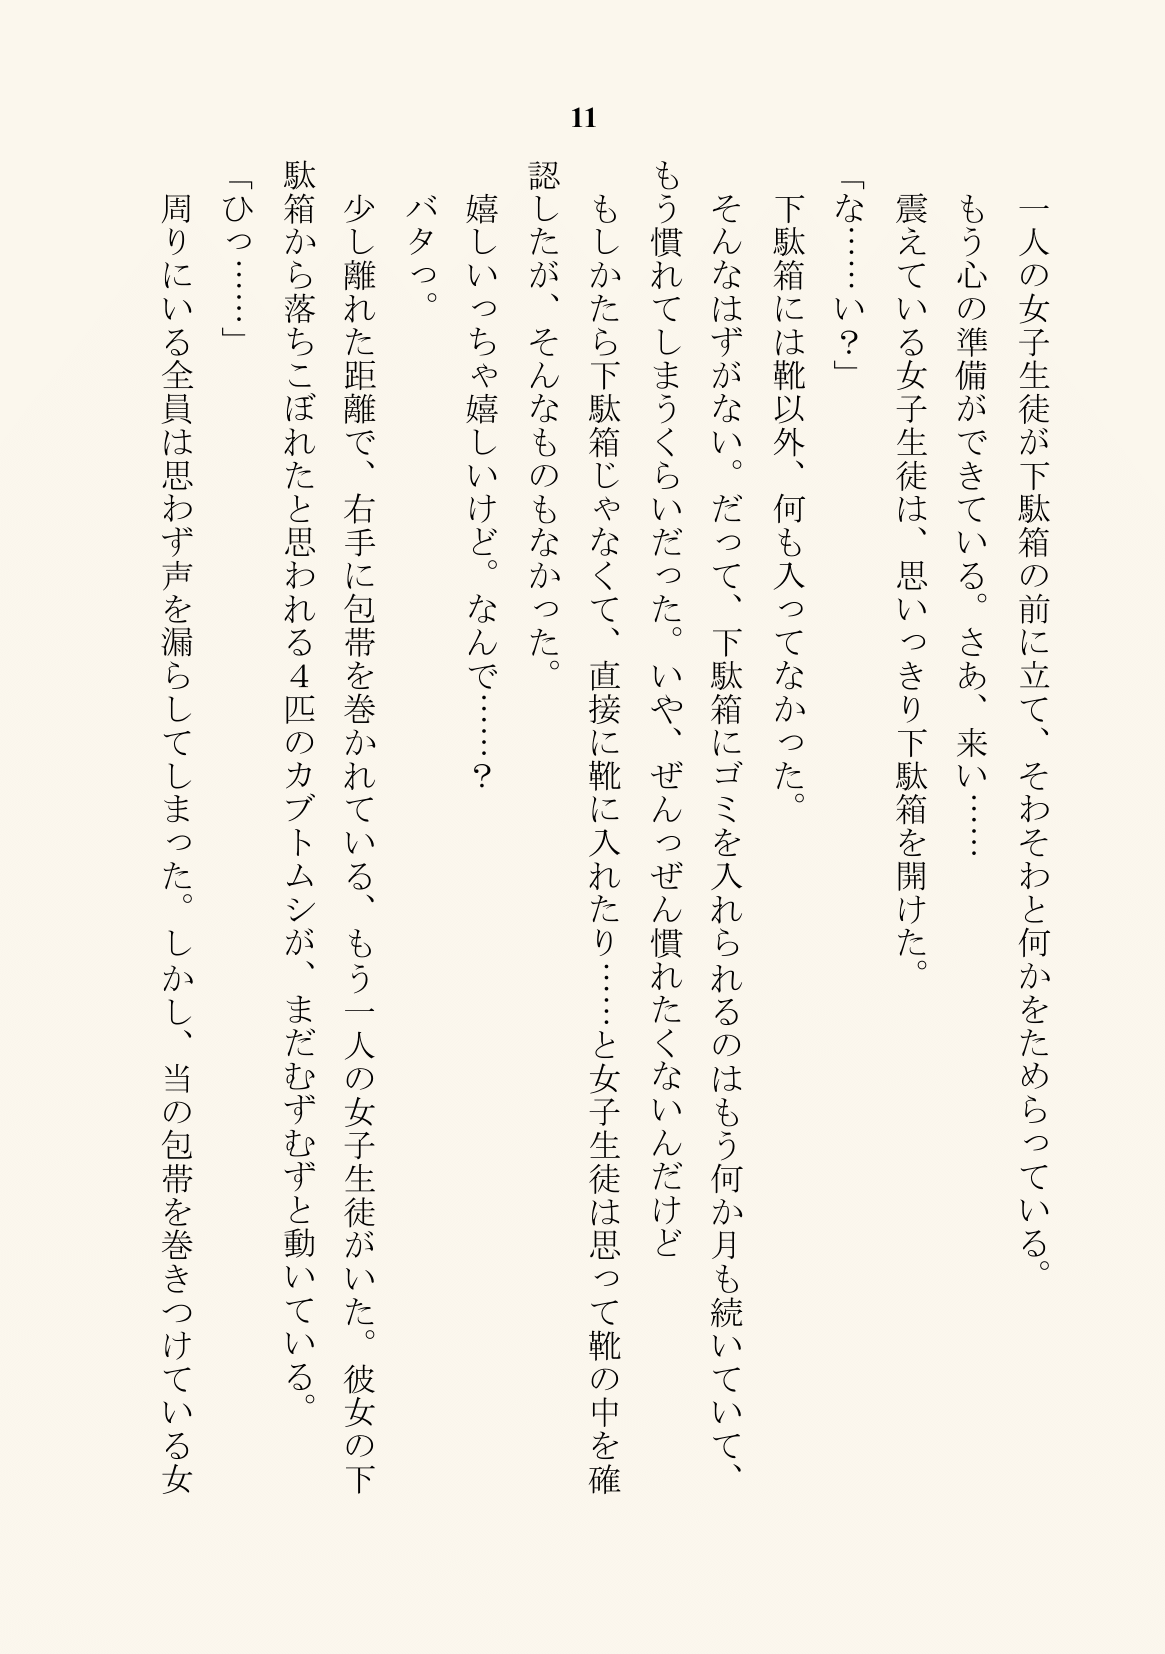 11
一人の女子生徒が下駄箱の前に立て、そわそわと何かをためらっている。
もう心の準備ができている。さあ、来い……
震えている女子生徒は、思いっきり下駄箱を開けた。
「な……い？」
下駄箱には靴以外、何も入ってなかった。
そんなはずがない。だって、下駄箱にゴミを入れられるのはもう何か月も続いていて、
もう慣れてしまうくらいだった。いや、ぜんっぜん慣れたくないんだけど
もしかたら下駄箱じゃなくて、直接に靴に入れたり……と女子生徒は思って靴の中を確
認したが、そんなものもなかった。
嬉しいっちゃ嬉しいけど。なんで……？
バタっ。
少し離れた距離で、右手に包帯を巻かれている、もう一人の女子生徒がいた。彼女の下
駄箱から落ちこぼれたと思われる４匹のカブトムシが、まだむずむずと動いている。
「ひっ……」
周りにいる全員は思わず声を漏らしてしまった。しかし、当の包帯を巻きつけている女